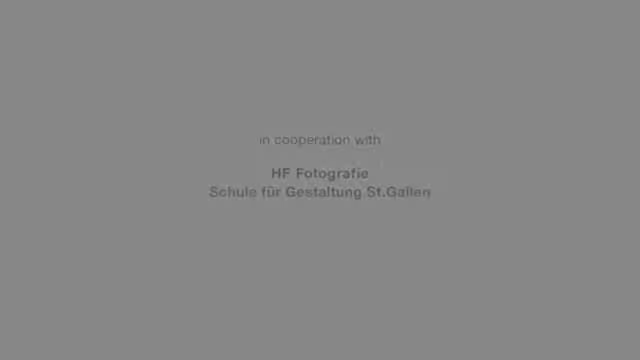 in cooperation with
HF Fotografie
Schule für Gestaltung St.Gallen